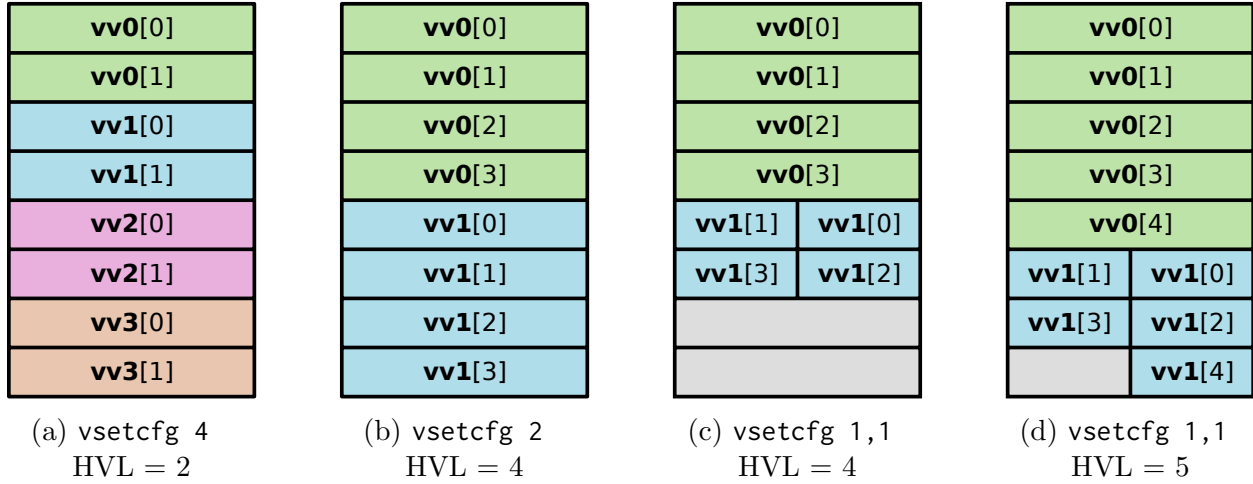 vv0[0]
vv0[1]
vv1[0]
vv1[1]
vv2[0]
vv2[1]
vv3[0]
vv3[1]
(a) vsetcfg 4
HVL = 2
vv0[0]
vv0[1]
vv0[2]
vv0[3]
vv1[0]
vv1[1]
vv1[2]
vv1[3]
(b) vsetcfg 2
HVL = 4
vv0[0]
vv0[1]
vv0[2]
vv0[3]
vv1[1] vv1[0]
vv1[3] vv1[2]
(c) vsetcfg 1,1
HVL = 4
vv0[0]
vv0[1]
vv0[2]
vv0[3]
vv0[4]
vv1[1] vv1[0]
vv1[3] vv1[2]
vv1[4]
(d) vsetcfg 1,1
HVL = 5